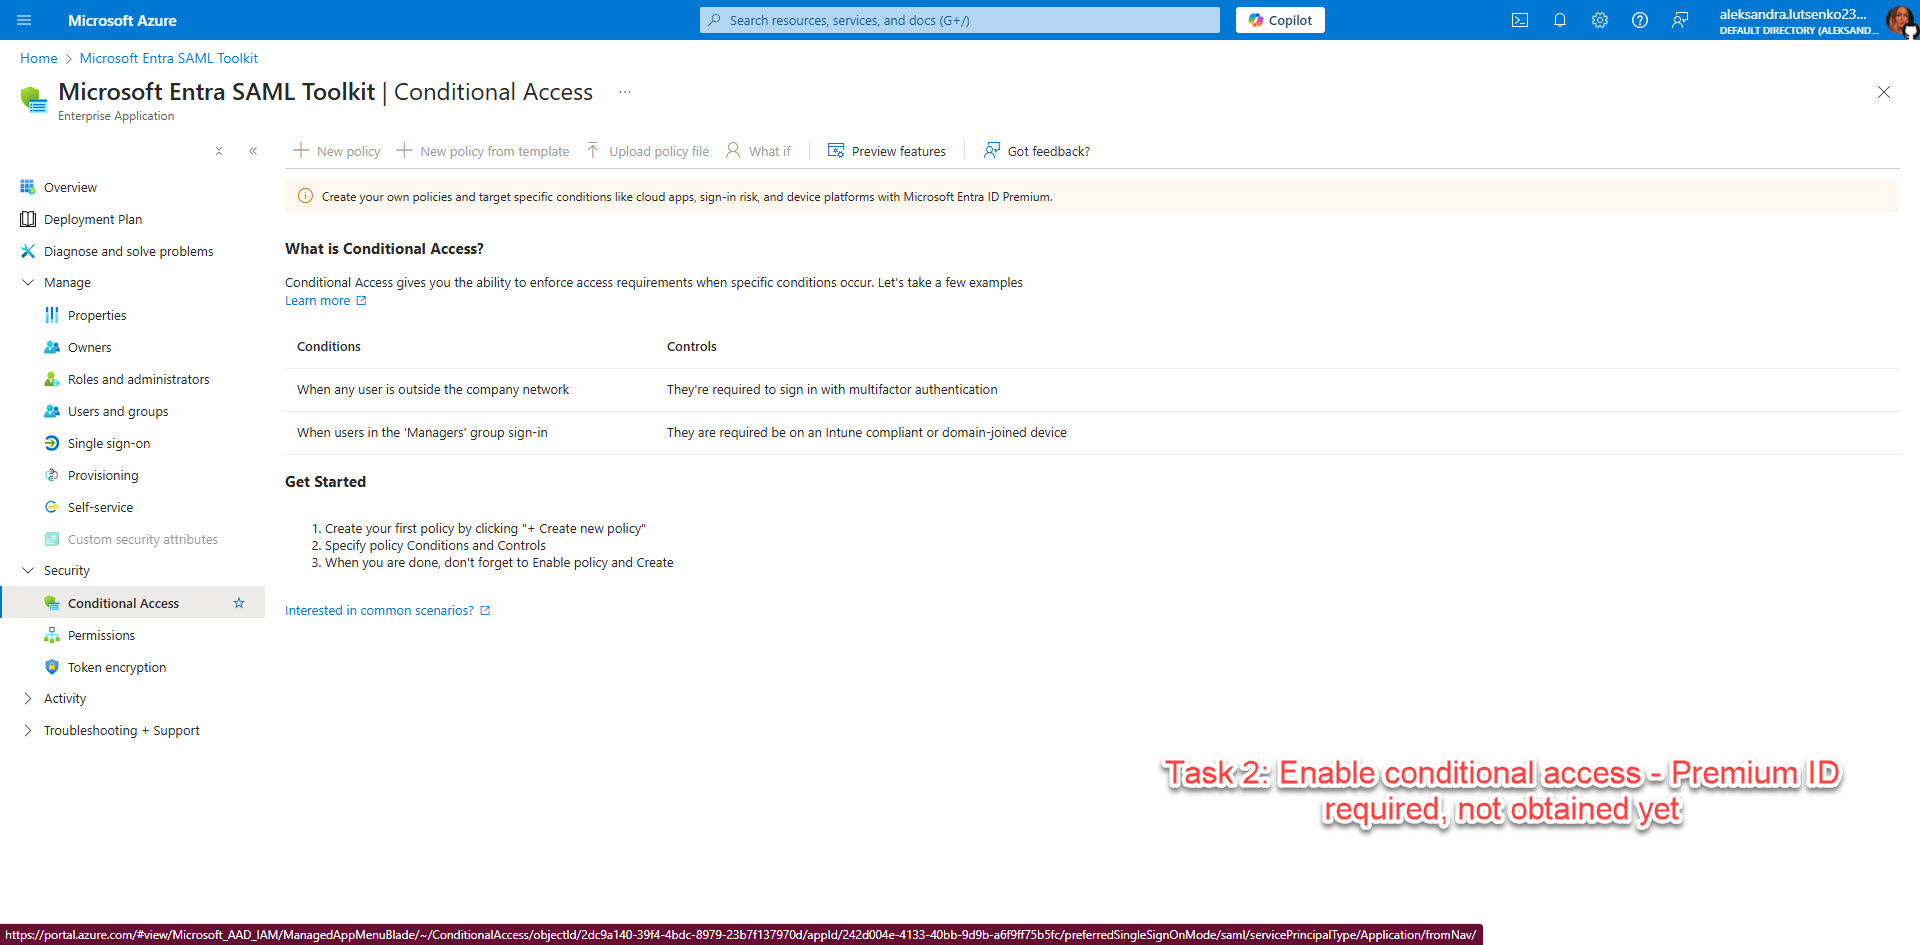 Microsoft Azure
Search resources, services, and docs (G+/)
Copilot
aleksandra.lutsenko23...
DEFAULT DIRECTORY (ALEKSAND...
Home > Microsoft Entra SAML Toolkit
Microsoft Entra SAML Toolkit | Conditional Access ...
Enterprise Application
New policy
New policy from template
Upload policy file
What if
Preview features
Got feedback?
Create your own policies and target specific conditions like cloud apps, sign-in risk, and device platforms with Microsoft Entra ID Premium.
Overview
Deployment Plan
Diagnose and solve problems
Manage
Properties
Owners
Roles and administrators
Users and groups
Single sign-on
Provisioning
Self-service
Custom security attributes
Security
Conditional Access
Permissions
Token encryption
Activity
Troubleshooting + Support
What is Conditional Access?
Conditional Access gives you the ability to enforce access requirements when specific conditions occur. Let's take a few examples
Learn more
Conditions Controls
When any user is outside the company network They're required to sign in with multifactor authentication
When users in the 'Managers' group sign-in They are required be on an Intune compliant or domain-joined device
Get Started
1. Create your first policy by clicking "+ Create new policy"
2. Specify policy Conditions and Controls
3. When you are done, don't forget to Enable policy and Create
Interested in common scenarios?
Task 2: Enable conditional access - Premium ID
required, not obtained yet
https://portal.azure.com/#view/Microsoft_AAD_IAM/ManagedAppMenuBlade/~/ConditionalAccess/objectId/2dc9a140-39f4-4bdc-8979-23b7f137970d/appId/242d004e-4133-40bb-9d9b-a6f9ff75b5fc/preferredSingleSignOnMode/saml/servicePrincipalType/Application/fromNav/